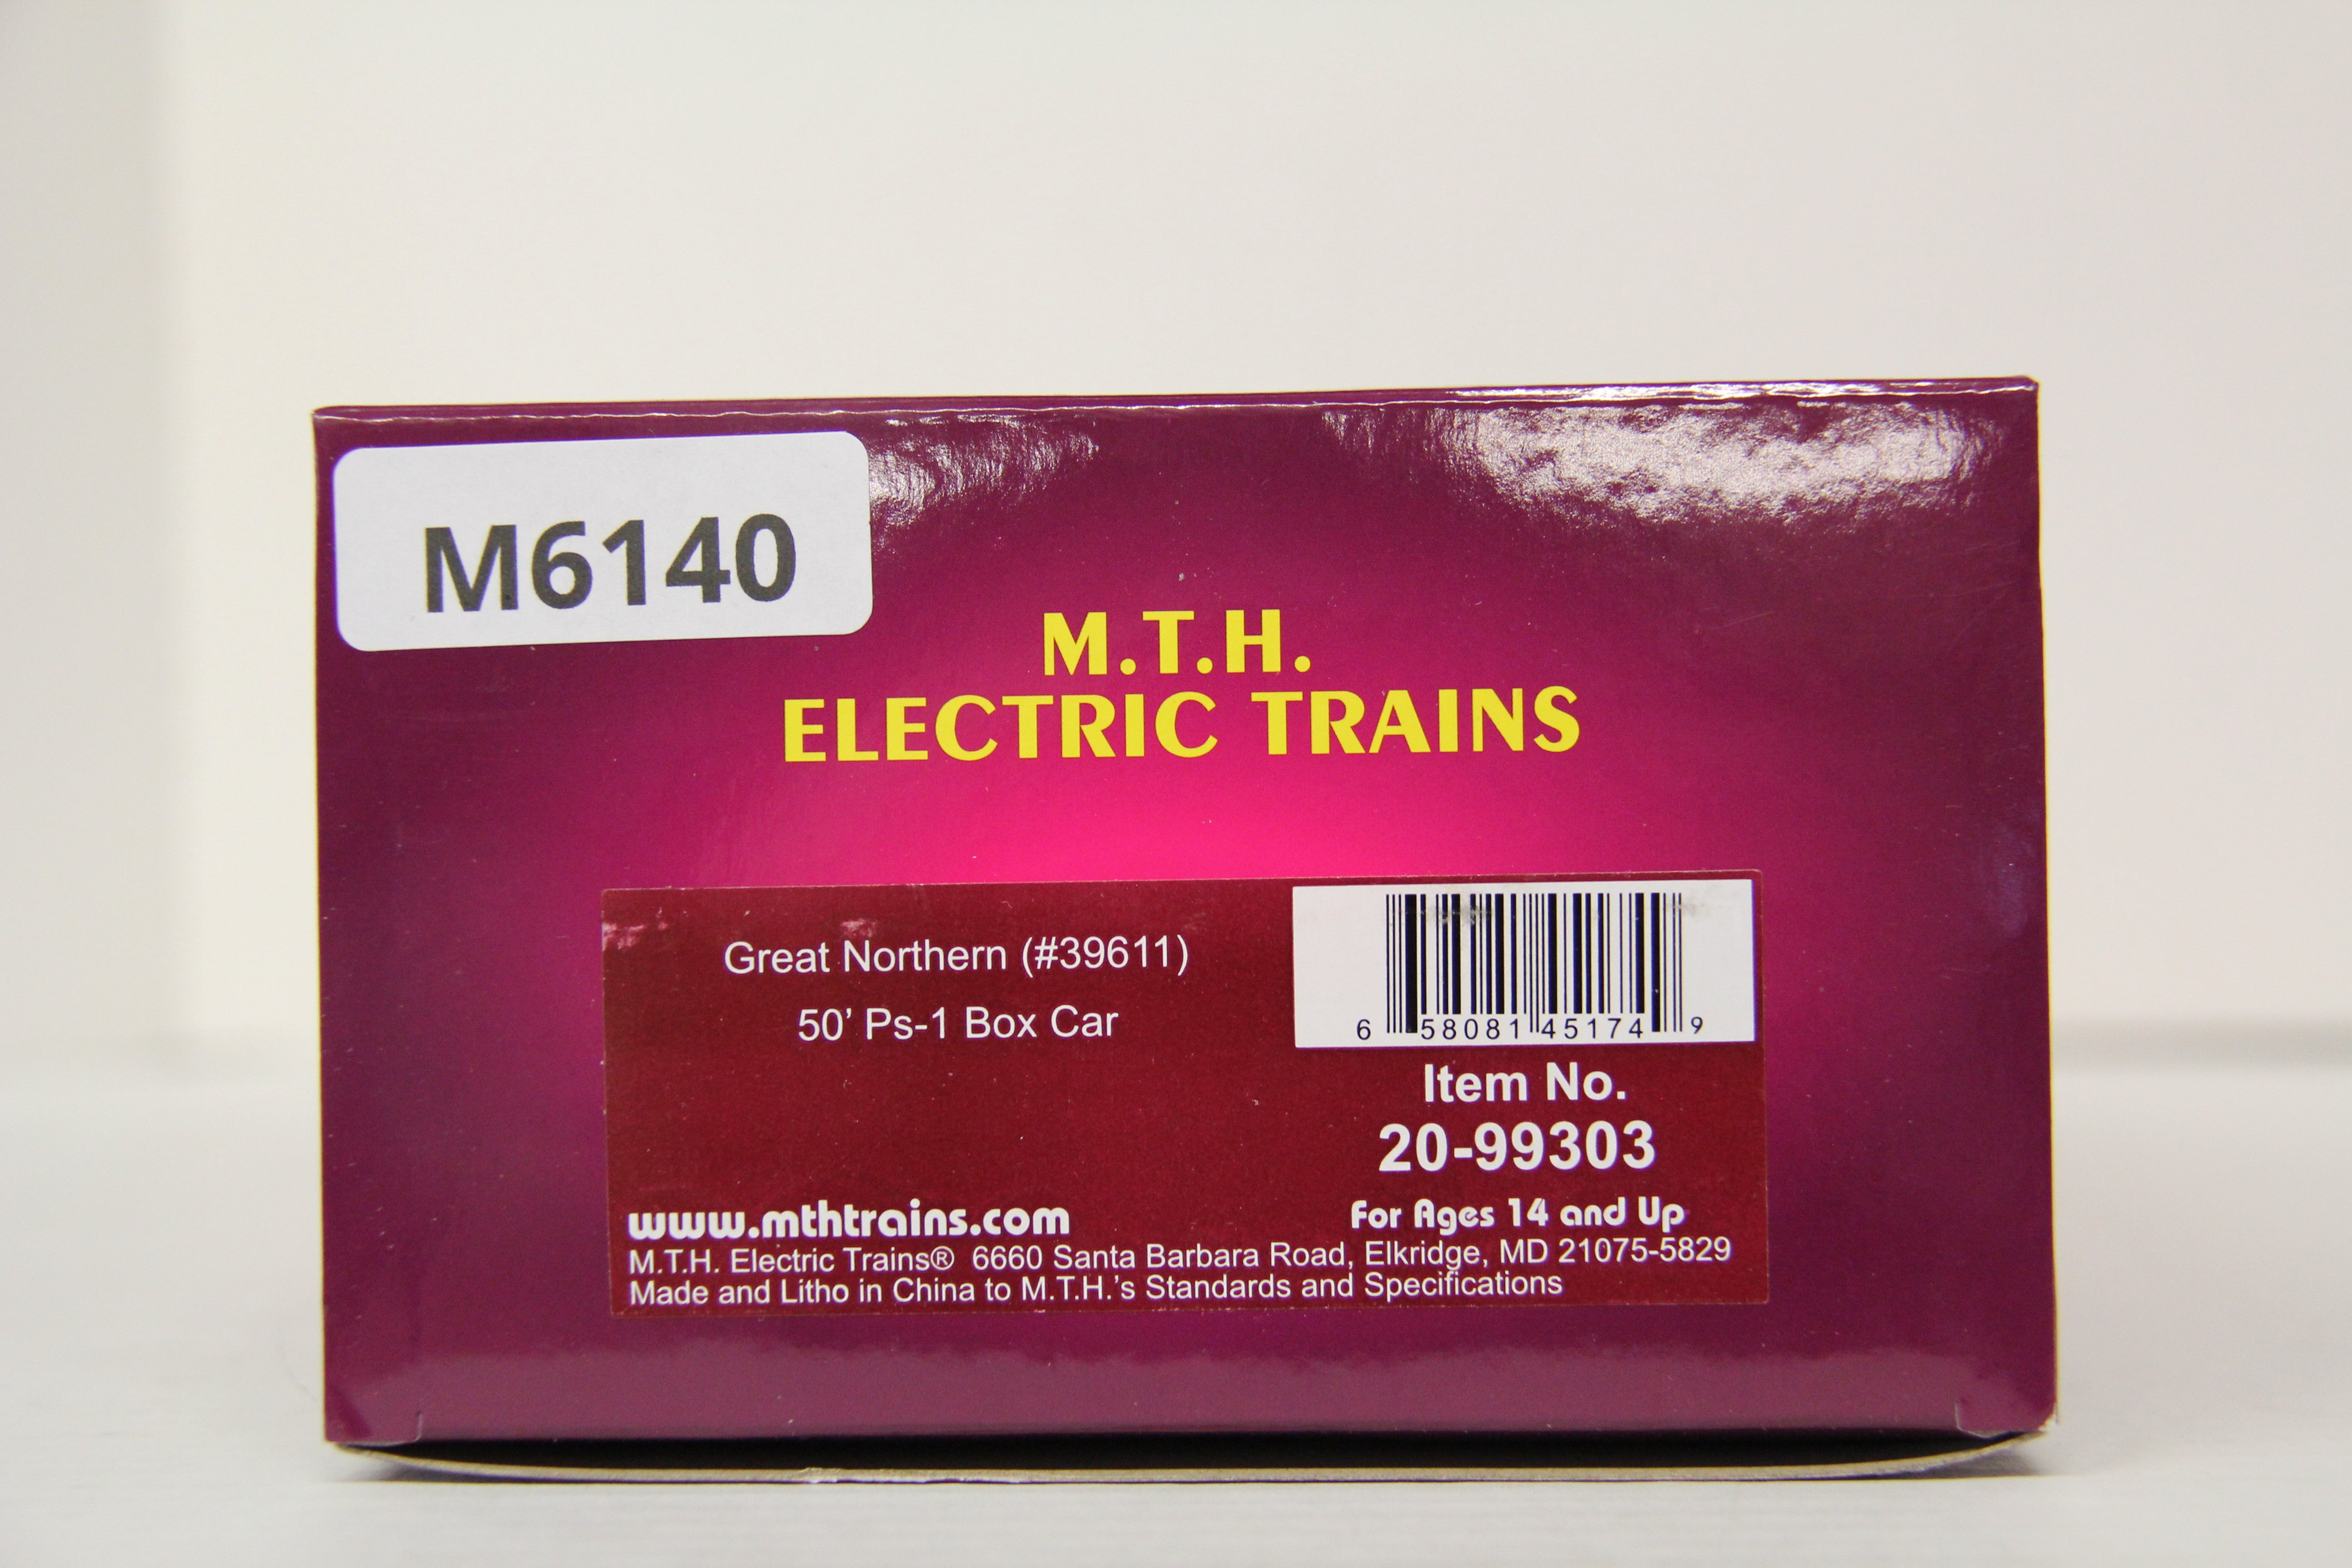 M6140
M.T.H.
ELECTRIC TRAINS
Great Northern (#39611)
50' Ps-1 Box Car
6 58081 45174 9
Item No.
20-99303
www.mthtrains.com
For Ages 14 and Up
M.T.H. Electric Trains® 6660 Santa Barbara Road, Elkridge, MD 21075-5829
Made and Litho in China to M.T.H.'s Standards and Specifications